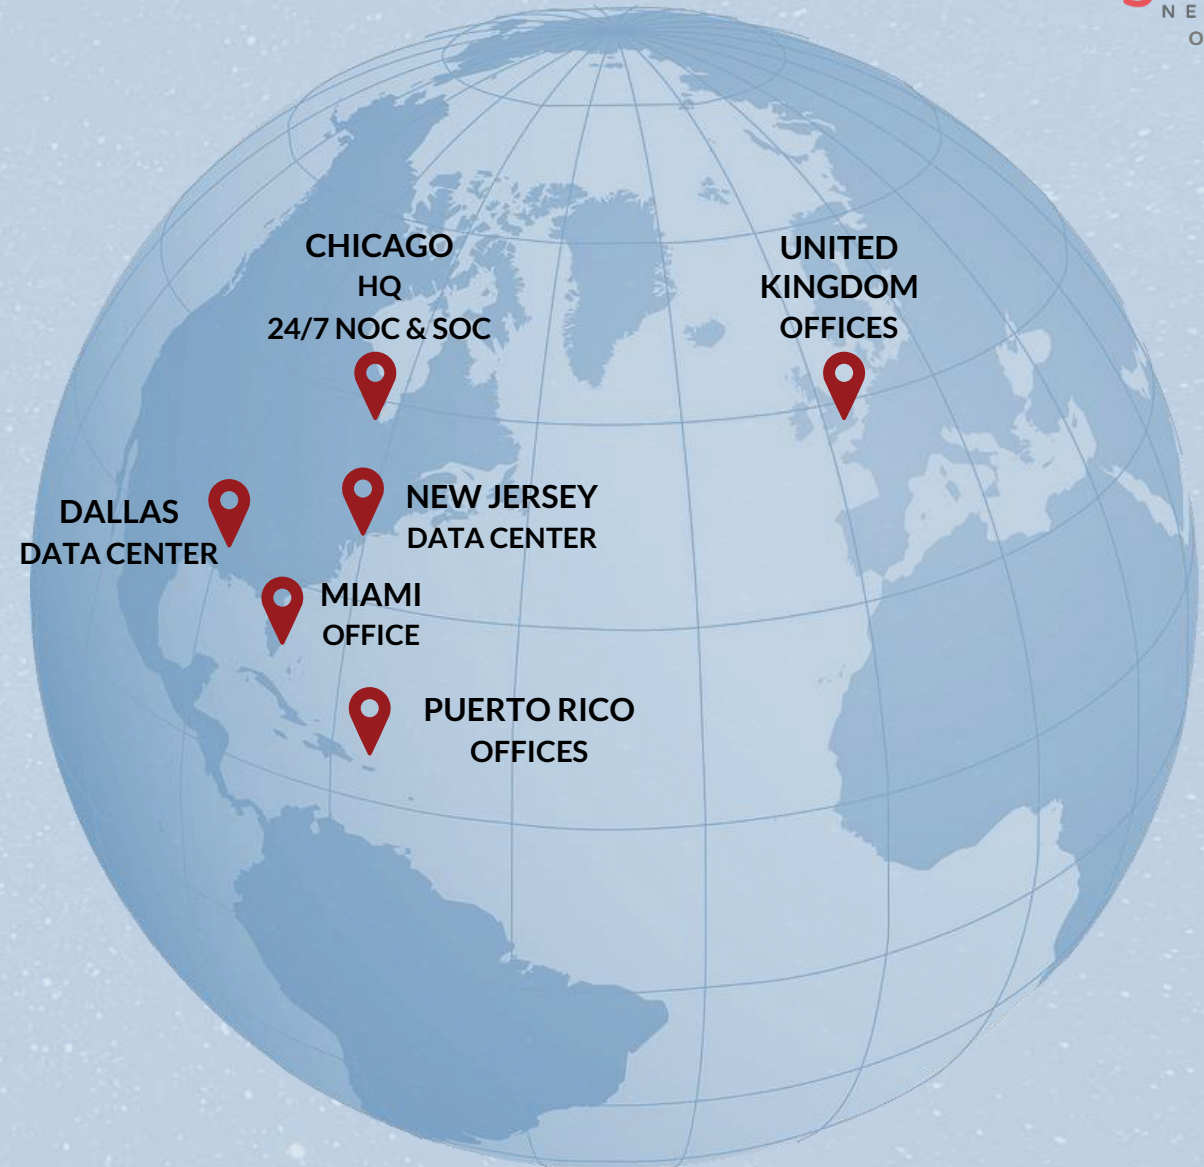 NE
O
CHICAGO
HQ
24/7 NOC & SOC
UNITED
KINGDOM
OFFICES
DALLAS
DATA CENTER
NEW JERSEY
DATA CENTER
MIAMI
OFFICE
PUERTO RICO
OFFICES